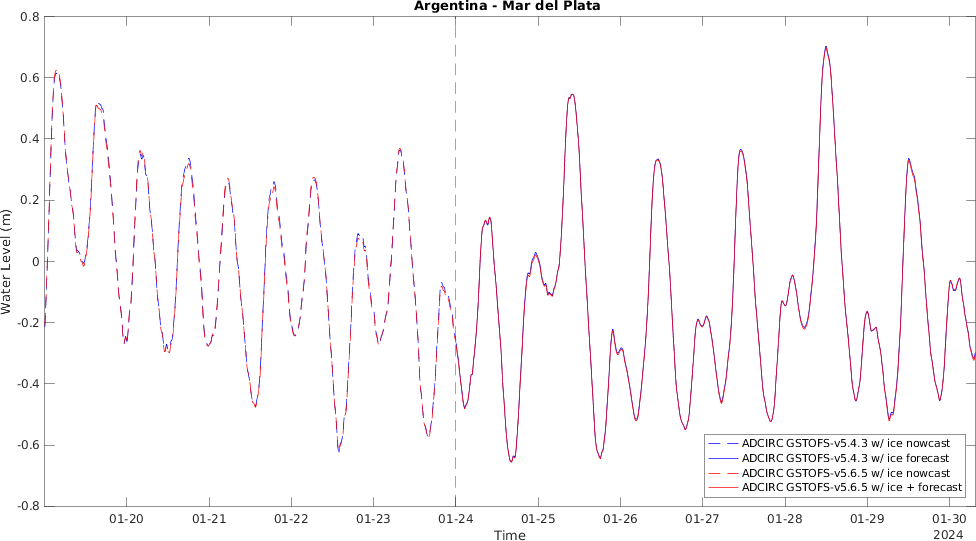 Argentina - Mar del Plata
Water Level (m)
0.8
0.6
0.4
0.2
0
-0.2
-0.4
-0.6
-0.8
ADCIRC GSTOFS-v5.4.3 w/ ice nowcast
ADCIRC GSTOFS-v5.4.3 w/ ice forecast
ADCIRC GSTOFS-v5.6.5 w/ ice nowcast
ADCIRC GSTOFS-v5.6.5 w/ ice + forecast
01-20 01-21 01-22 01-23 01-24 01-25 01-26 01-27 01-28 01-29 01-30
Time
2024